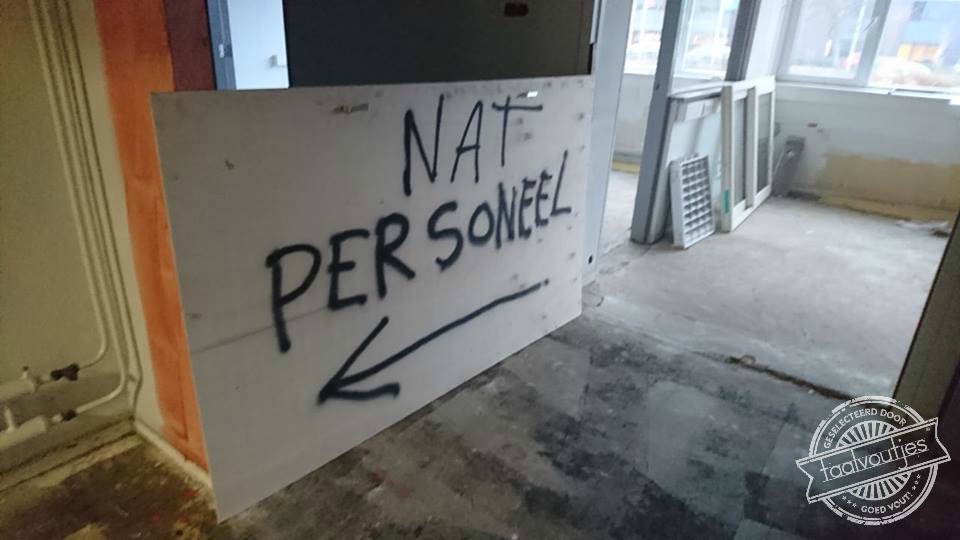 NAT
PERSONEEL
GESELECTEERD DOOR
taalvoutjes
GOED VOUT!